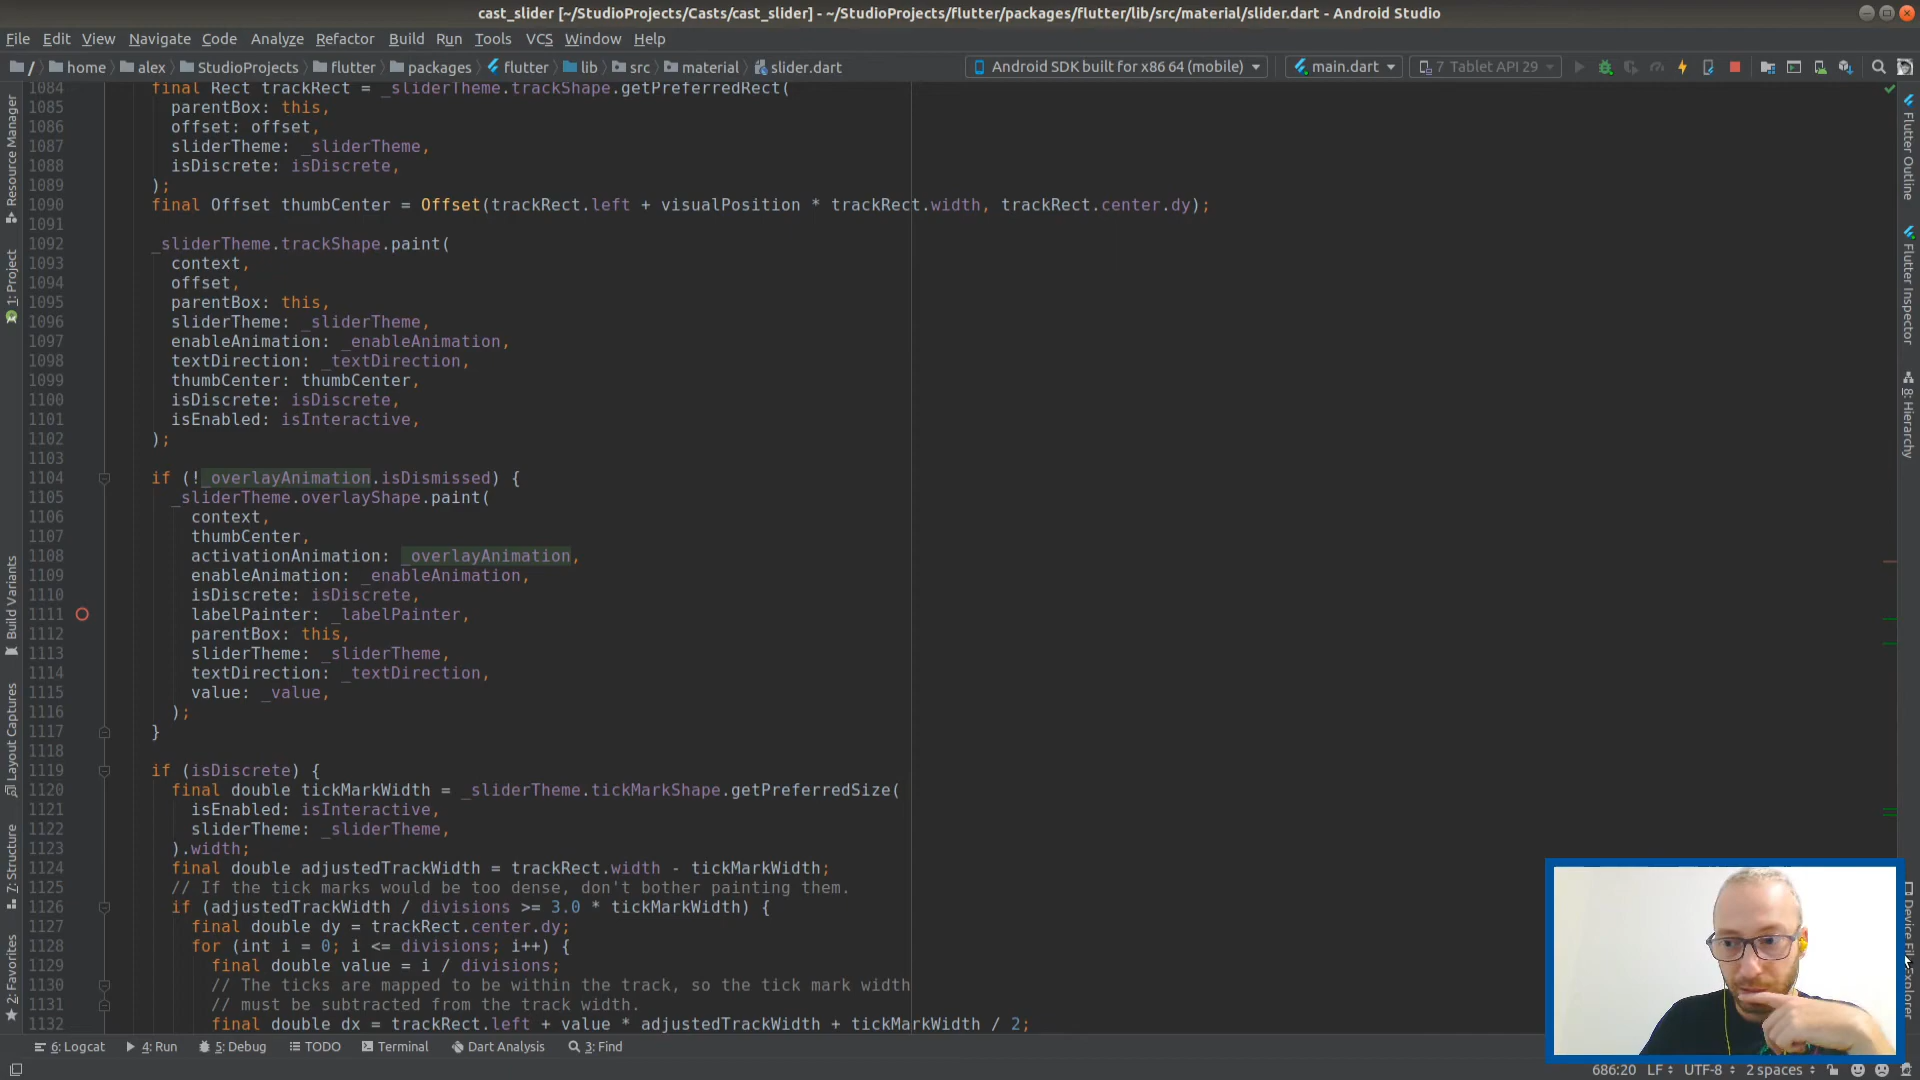 cast_slider [~/StudioProjects/Casts/cast_slider] - ~/StudioProjects/flutter/packages/flutter/lib/src/material/slider.dart - Android Studio
File Edit View Navigate Code Analyze Refactor Build Run Tools VCS Window Help
/ home alex StudioProjects flutter packages flutter lib src material slider.dart Android SDK built for x86 64 (mobile) main.dart 7 Tablet API 29
1084 final Rect trackRect = _sliderTheme.trackShape.getPreferredRect(
1085 parentBox: this,
1086 offset: offset,
1087 sliderTheme: _sliderTheme,
1088 isDiscrete: isDiscrete,
1089 );
1090 final Offset thumbCenter = Offset(trackRect.left + visualPosition * trackRect.width, trackRect.center.dy);
1091
1092 _sliderTheme.trackShape.paint(
1093 context,
1094 offset,
1095 parentBox: this,
1096 sliderTheme: _sliderTheme,
1097 enableAnimation: _enableAnimation,
1098 textDirection: _textDirection,
1099 thumbCenter: thumbCenter,
1100 isDiscrete: isDiscrete,
1101 isEnabled: isInteractive,
1102 );
1103
1104 if (!_overlayAnimation.isDismissed) {
1105 _sliderTheme.overlayShape.paint(
1106 context,
1107 thumbCenter,
1108 activationAnimation: _overlayAnimation,
1109 enableAnimation: _enableAnimation,
1110 isDiscrete: isDiscrete,
1111 labelPainter: _labelPainter,
1112 parentBox: this,
1113 sliderTheme: _sliderTheme,
1114 textDirection: _textDirection,
1115 value: _value,
1116 );
1117 }
1118
1119 if (isDiscrete) {
1120 final double tickMarkWidth = _sliderTheme.tickMarkShape.getPreferredSize(
1121 isEnabled: isInteractive,
1122 sliderTheme: _sliderTheme,
1123 ).width;
1124 final double adjustedTrackWidth = trackRect.width - tickMarkWidth;
1125 // If the tick marks would be too dense, don't bother painting them.
1126 if (adjustedTrackWidth / divisions >= 3.0 * tickMarkWidth) {
1127 final double dy = trackRect.center.dy;
1128 for (int i = 0; i <= divisions; i++) {
1129 final double value = i / divisions;
1130 // The ticks are mapped to be within the track, so the tick mark width
1131 // must be subtracted from the track width.
1132 final double dx = trackRect.left + value * adjustedTrackWidth + tickMarkWidth / 2;
Resource Manager
1: Project
Build Variants
Layout Captures
7: Structure
2: Favorites
Flutter Outline
Flutter Inspector
8: Hierarchy
Device File Explorer
6: Logcat 4: Run 5: Debug TODO Terminal Dart Analysis 3: Find
686:20 LF UTF-8 2 spaces